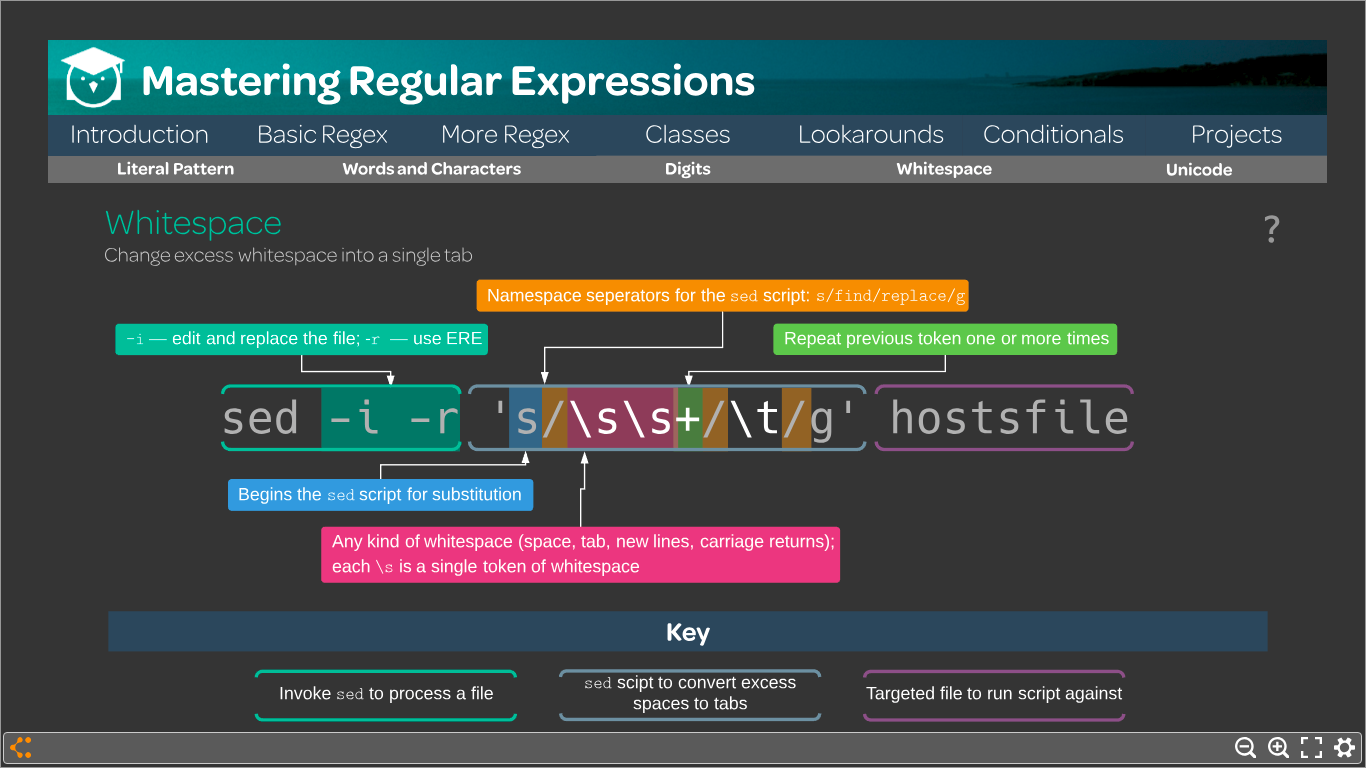 Mastering Regular Expressions
Introduction Basic Regex More Regex Classes Lookarounds Conditionals Projects
Literal Pattern Words and Characters Digits Whitespace Unicode
Whitespace
?
Change excess whitespace into a single tab
Namespace seperators for the sed script: s/find/replace/g
-i — edit and replace the file; -r — use ERE
Repeat previous token one or more times
sed -i -r 's/\s\s+/\t/g' hostsfile
Begins the sed script for substitution
Any kind of whitespace (space, tab, new lines, carriage returns);
each \s is a single token of whitespace
Key
Invoke sed to process a file
sed scipt to convert excess
spaces to tabs
Targeted file to run script against